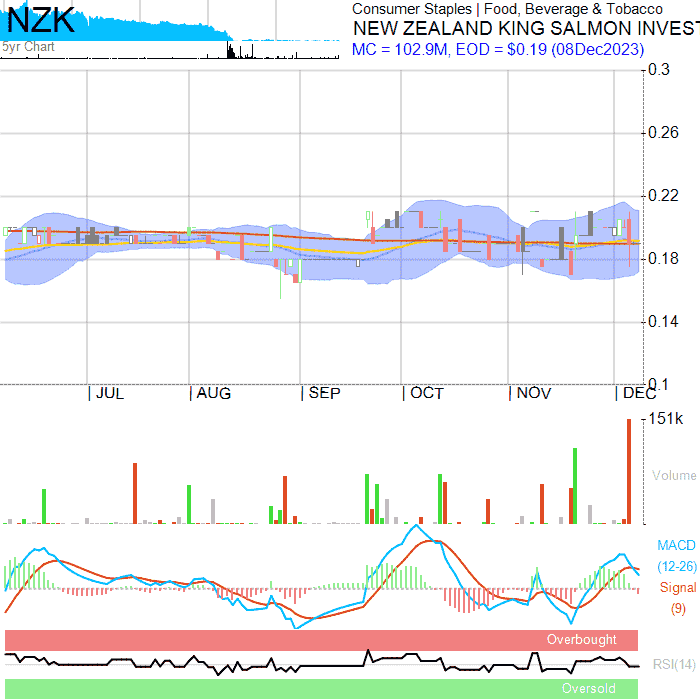 NZK
5yr Chart
Consumer Staples | Food, Beverage & Tobacco
NEW ZEALAND KING SALMON INVEST
MC = 102.9M, EOD = $0.19 (08Dec2023)
0.3
0.26
0.22
0.18
0.14
0.1
JUL
AUG
SEP
OCT
NOV
DEC
151k
Volume
MACD
(12-26)
Signal
(9)
Overbought
RSI(14)
Oversold